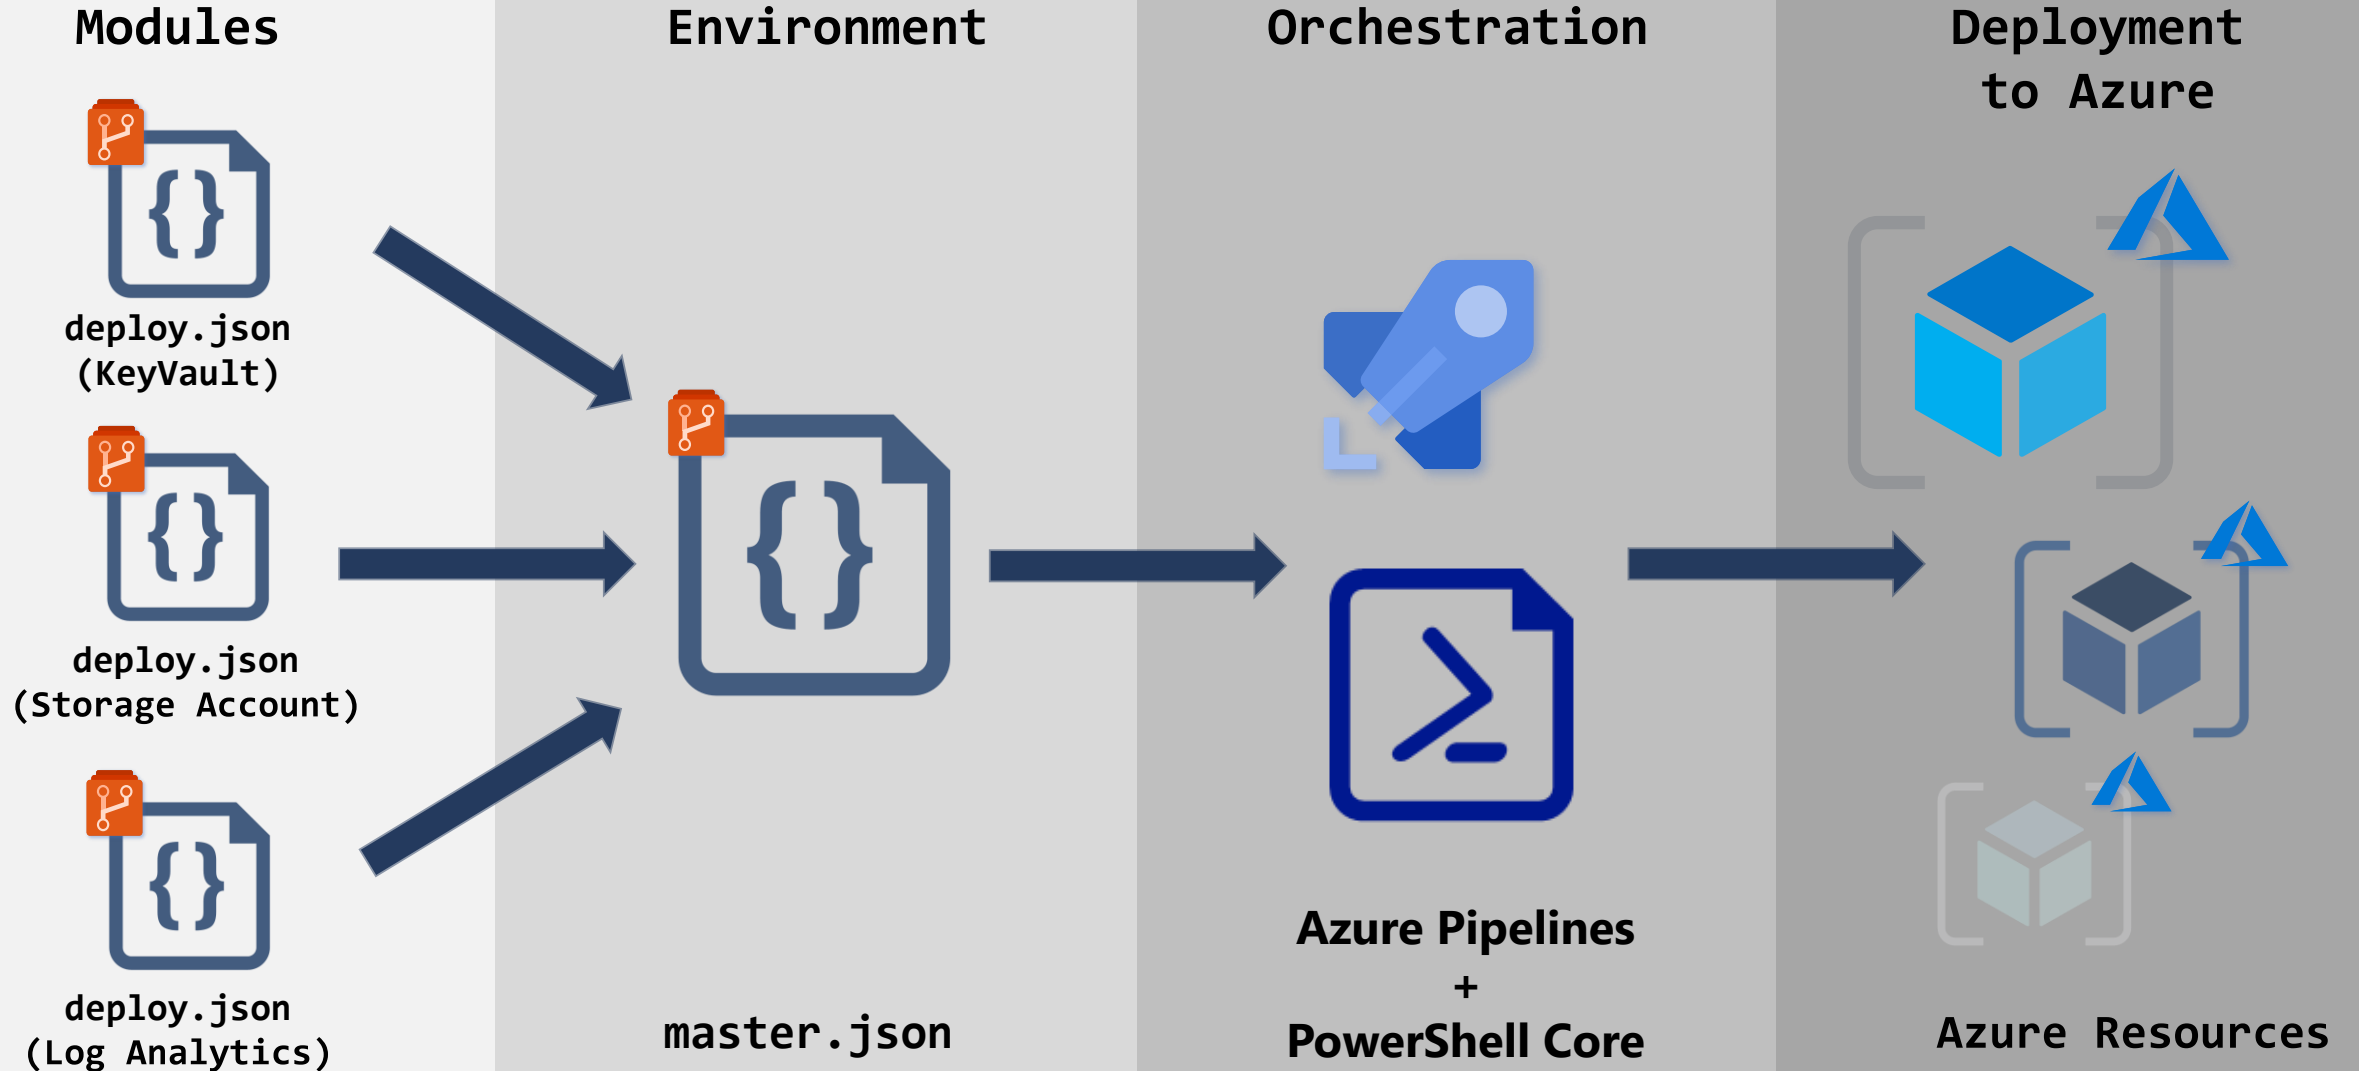 Modules
deploy.json
(KeyVault)
deploy.json
(Storage Account)
deploy.json
(Log Analytics)
Environment
master.json
Orchestration
Azure Pipelines
+
PowerShell Core
Deployment
to Azure
Azure Resources